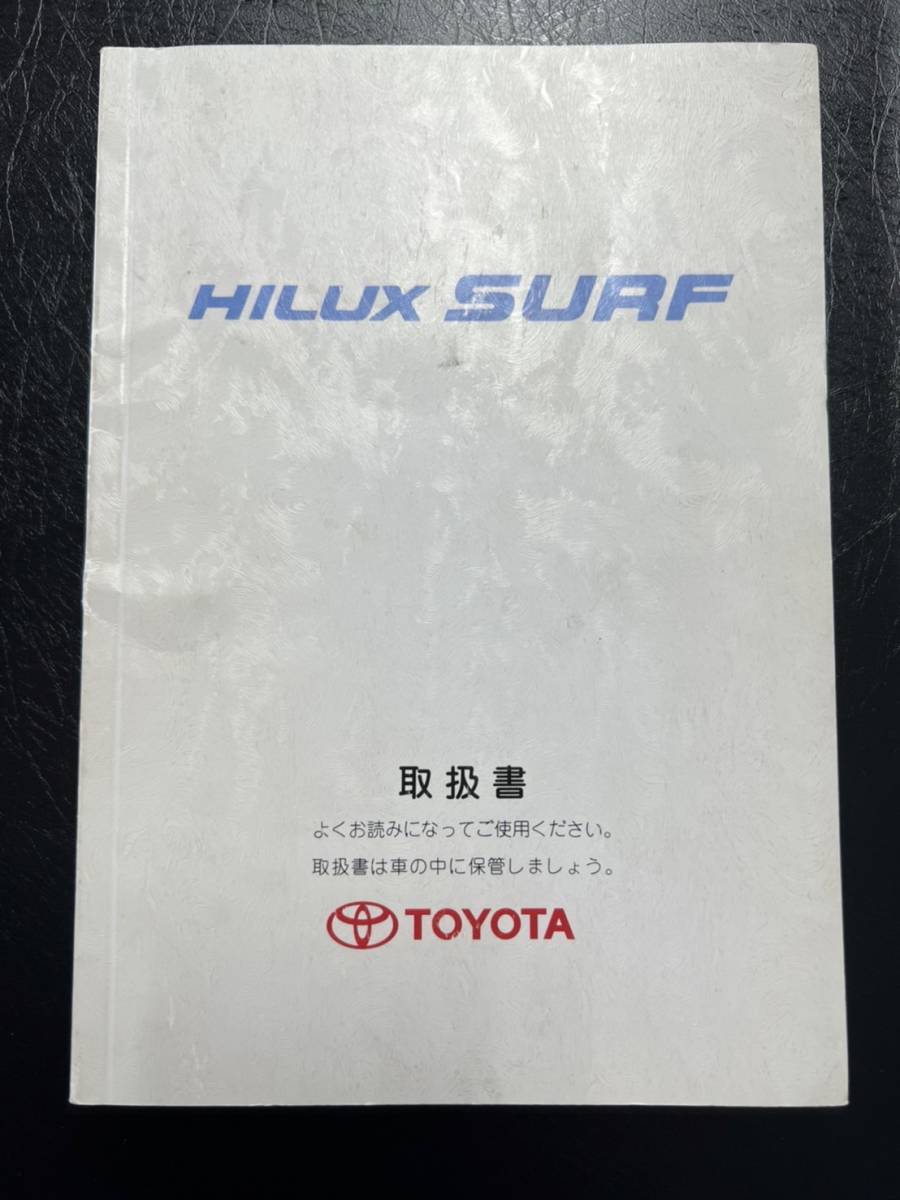 HILUX SURF
取扱書
よくお読みになってご使用ください。
取扱書は車の中に保管しましょう。
TOYOTA